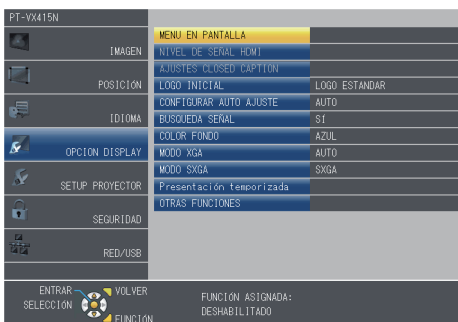 PT-VX415N
IMAGEN
POSICIÓN
IDIOMA
OPCION DISPLAY
SETUP PROYECTOR
SEGURIDAD
RED/USB
MENU EN PANTALLA
NIVEL DE SEÑAL HDMI
AJUSTES CLOSED CAPTION
LOGO INICIAL LOGO ESTANDAR
CONFIGURAR AUTO AJUSTE AUTO
BUSQUEDA SEÑAL SÍ
COLOR FONDO AZUL
MODO XGA AUTO
MODO SXGA SXGA
Presentación temporizada
OTRAS FUNCIONES
ENTRAR VOLVER
SELECCIÓN
FUNCIÓN
FUNCIÓN ASIGNADA:
DESHABILITADO